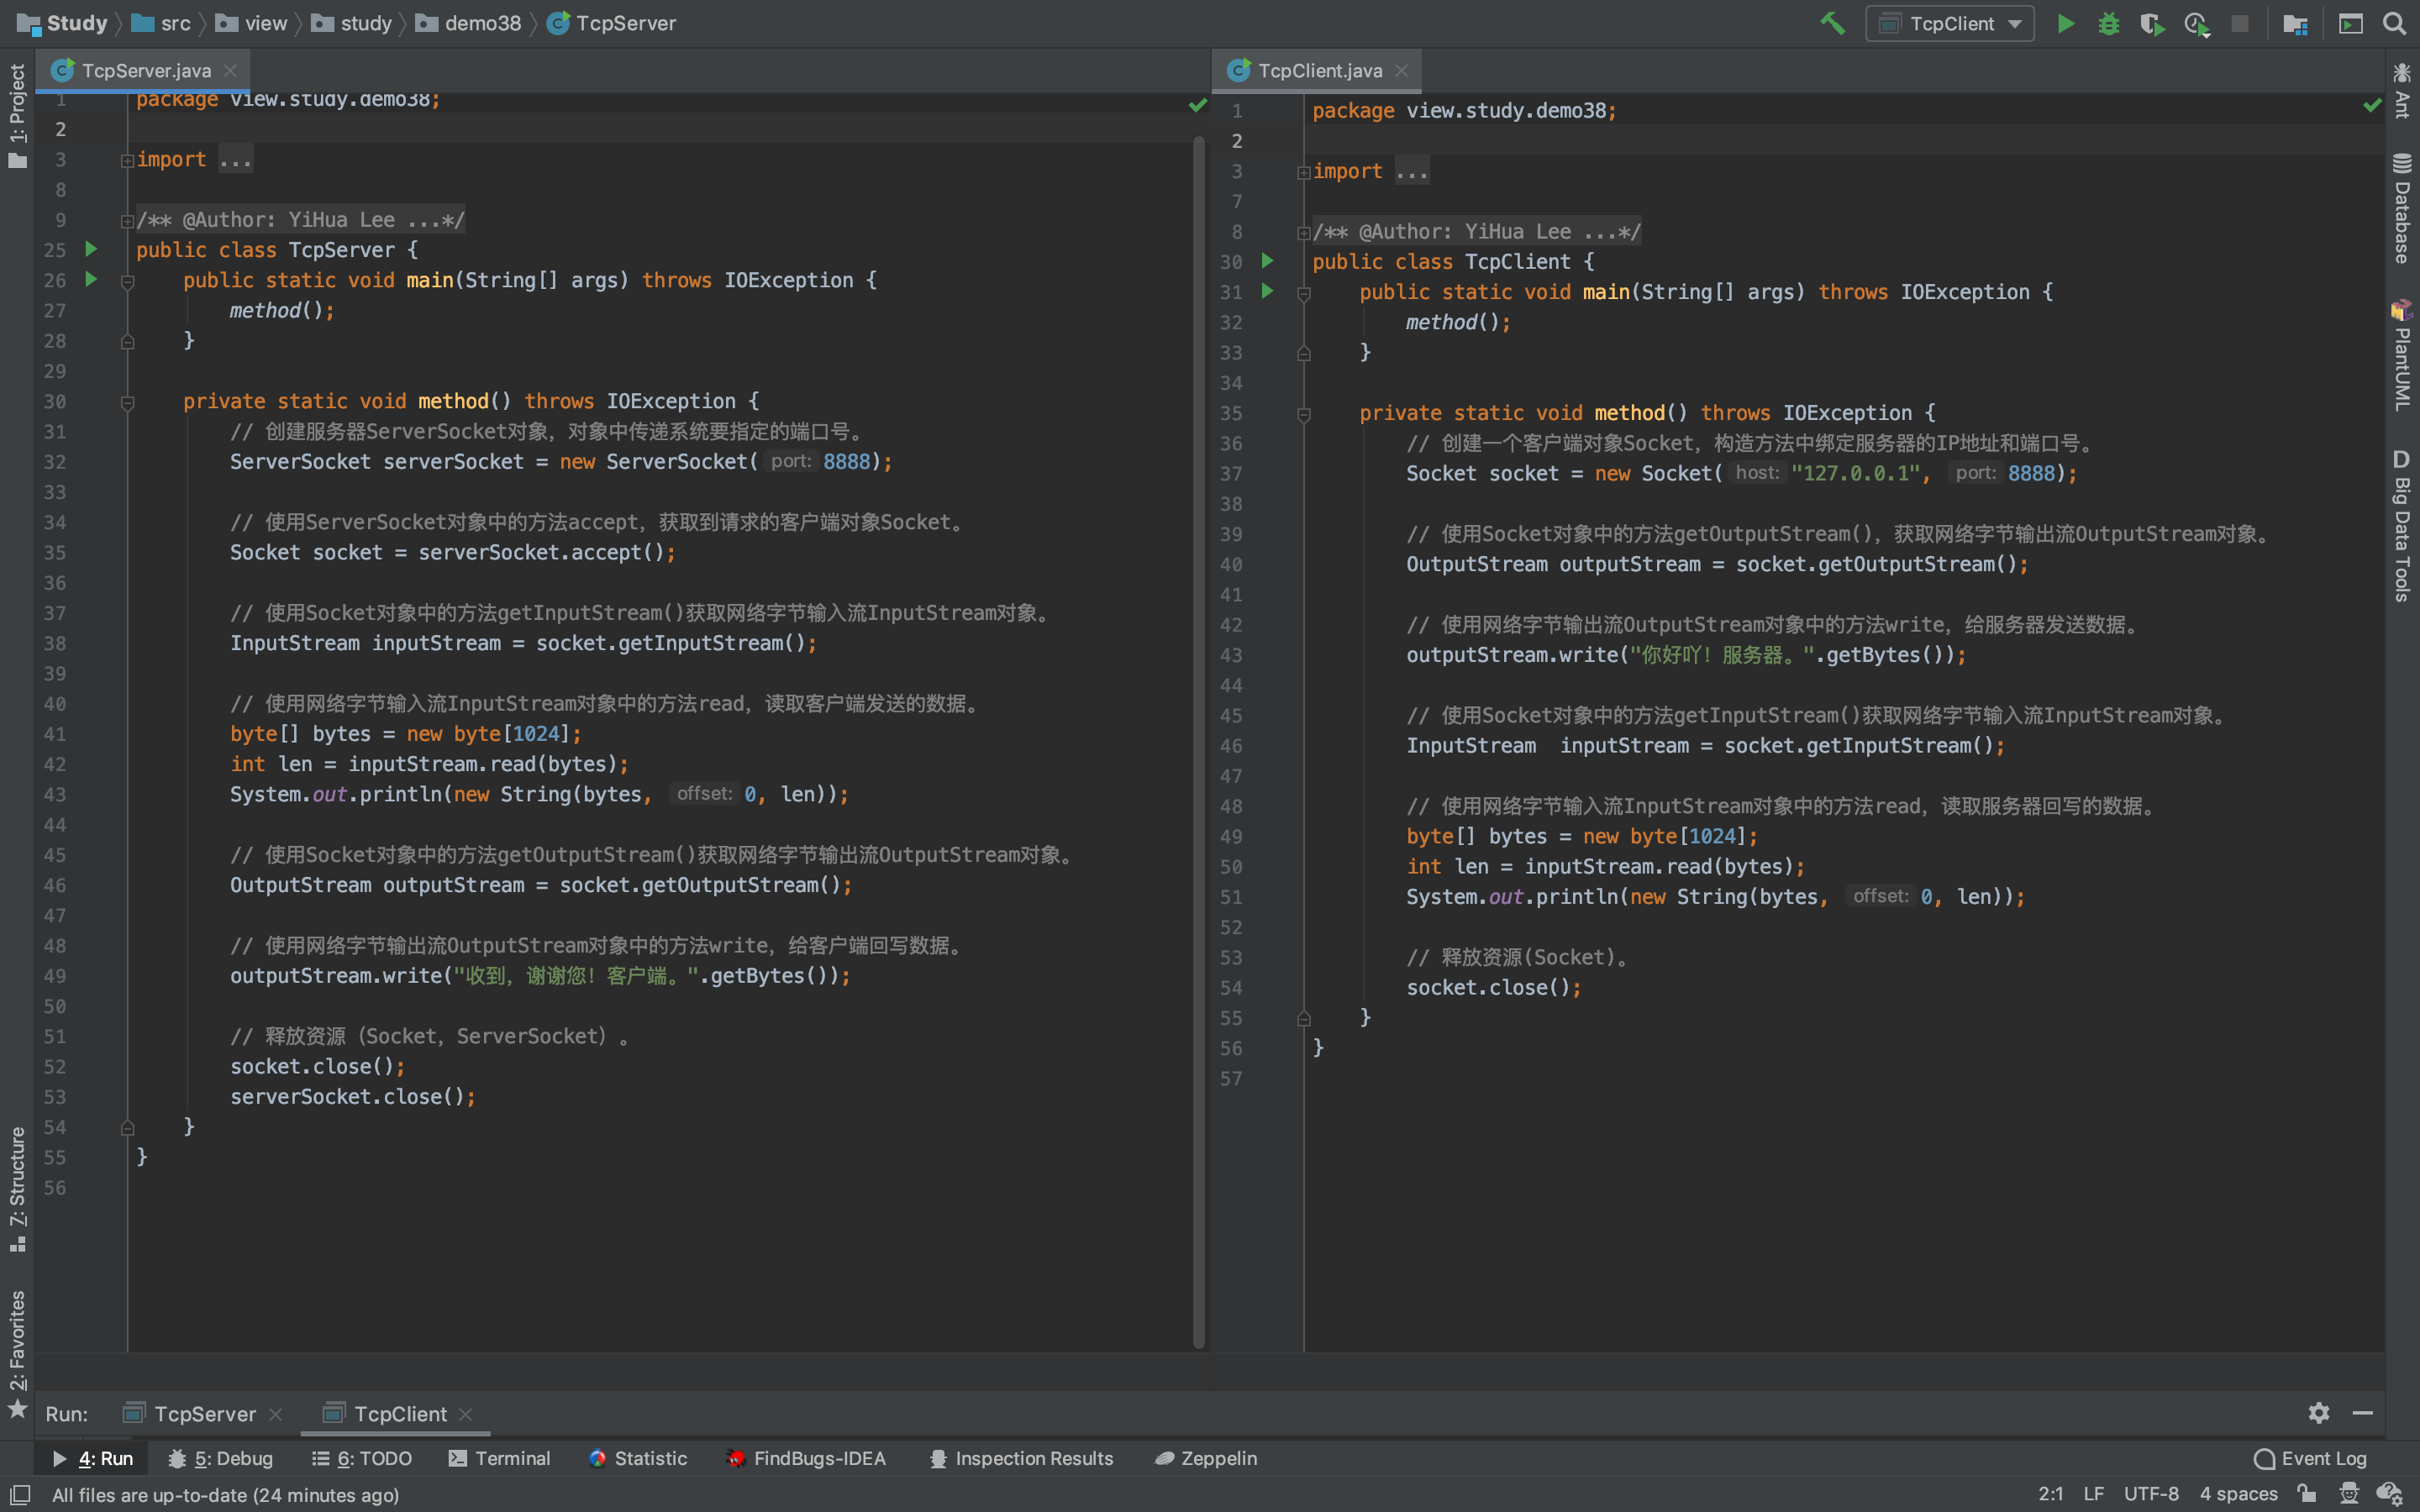 Study src view study demo38 TcpServer
TcpClient
1: Project
7: Structure
2: Favorites
TcpServer.java
1 package view.study.demo38;
2
3 import ...
8
9 /** @Author: YiHua Lee ...*/
25 public class TcpServer {
26 public static void main(String[] args) throws IOException {
27 method();
28 }
29
30 private static void method() throws IOException {
31 // 创建服务器ServerSocket对象，对象中传递系统要指定的端口号。
32 ServerSocket serverSocket = new ServerSocket( port: 8888);
33
34 // 使用ServerSocket对象中的方法accept，获取到请求的客户端对象Socket。
35 Socket socket = serverSocket.accept();
36
37 // 使用Socket对象中的方法getInputStream()获取网络字节输入流InputStream对象。
38 InputStream inputStream = socket.getInputStream();
39
40 // 使用网络字节输入流InputStream对象中的方法read，读取客户端发送的数据。
41 byte[] bytes = new byte[1024];
42 int len = inputStream.read(bytes);
43 System.out.println(new String(bytes, offset: 0, len));
44
45 // 使用Socket对象中的方法getOutputStream()获取网络字节输出流OutputStream对象。
46 OutputStream outputStream = socket.getOutputStream();
47
48 // 使用网络字节输出流OutputStream对象中的方法write，给客户端回写数据。
49 outputStream.write("收到，谢谢您！客户端。".getBytes());
50
51 // 释放资源（Socket，ServerSocket）。
52 socket.close();
53 serverSocket.close();
54 }
55 }
56
TcpClient.java
1 package view.study.demo38;
2
3 import ...
7
8 /** @Author: YiHua Lee ...*/
30 public class TcpClient {
31 public static void main(String[] args) throws IOException {
32 method();
33 }
34
35 private static void method() throws IOException {
36 // 创建一个客户端对象Socket，构造方法中绑定服务器的IP地址和端口号。
37 Socket socket = new Socket( host: "127.0.0.1", port: 8888);
38
39 // 使用Socket对象中的方法getOutputStream()，获取网络字节输出流OutputStream对象。
40 OutputStream outputStream = socket.getOutputStream();
41
42 // 使用网络字节输出流OutputStream对象中的方法write，给服务器发送数据。
43 outputStream.write("你好吖！服务器。".getBytes());
44
45 // 使用Socket对象中的方法getInputStream()获取网络字节输入流InputStream对象。
46 InputStream  inputStream = socket.getInputStream();
47
48 // 使用网络字节输入流InputStream对象中的方法read，读取服务器回写的数据。
49 byte[] bytes = new byte[1024];
50 int len = inputStream.read(bytes);
51 System.out.println(new String(bytes, offset: 0, len));
52
53 // 释放资源(Socket)。
54 socket.close();
55 }
56 }
57
Ant
Database
PlantUML
D Big Data Tools
Run: TcpServer TcpClient
4: Run 5: Debug 6: TODO Terminal Statistic FindBugs-IDEA Inspection Results Zeppelin Event Log
All files are up-to-date (24 minutes ago) 2:1 LF UTF-8 4 spaces